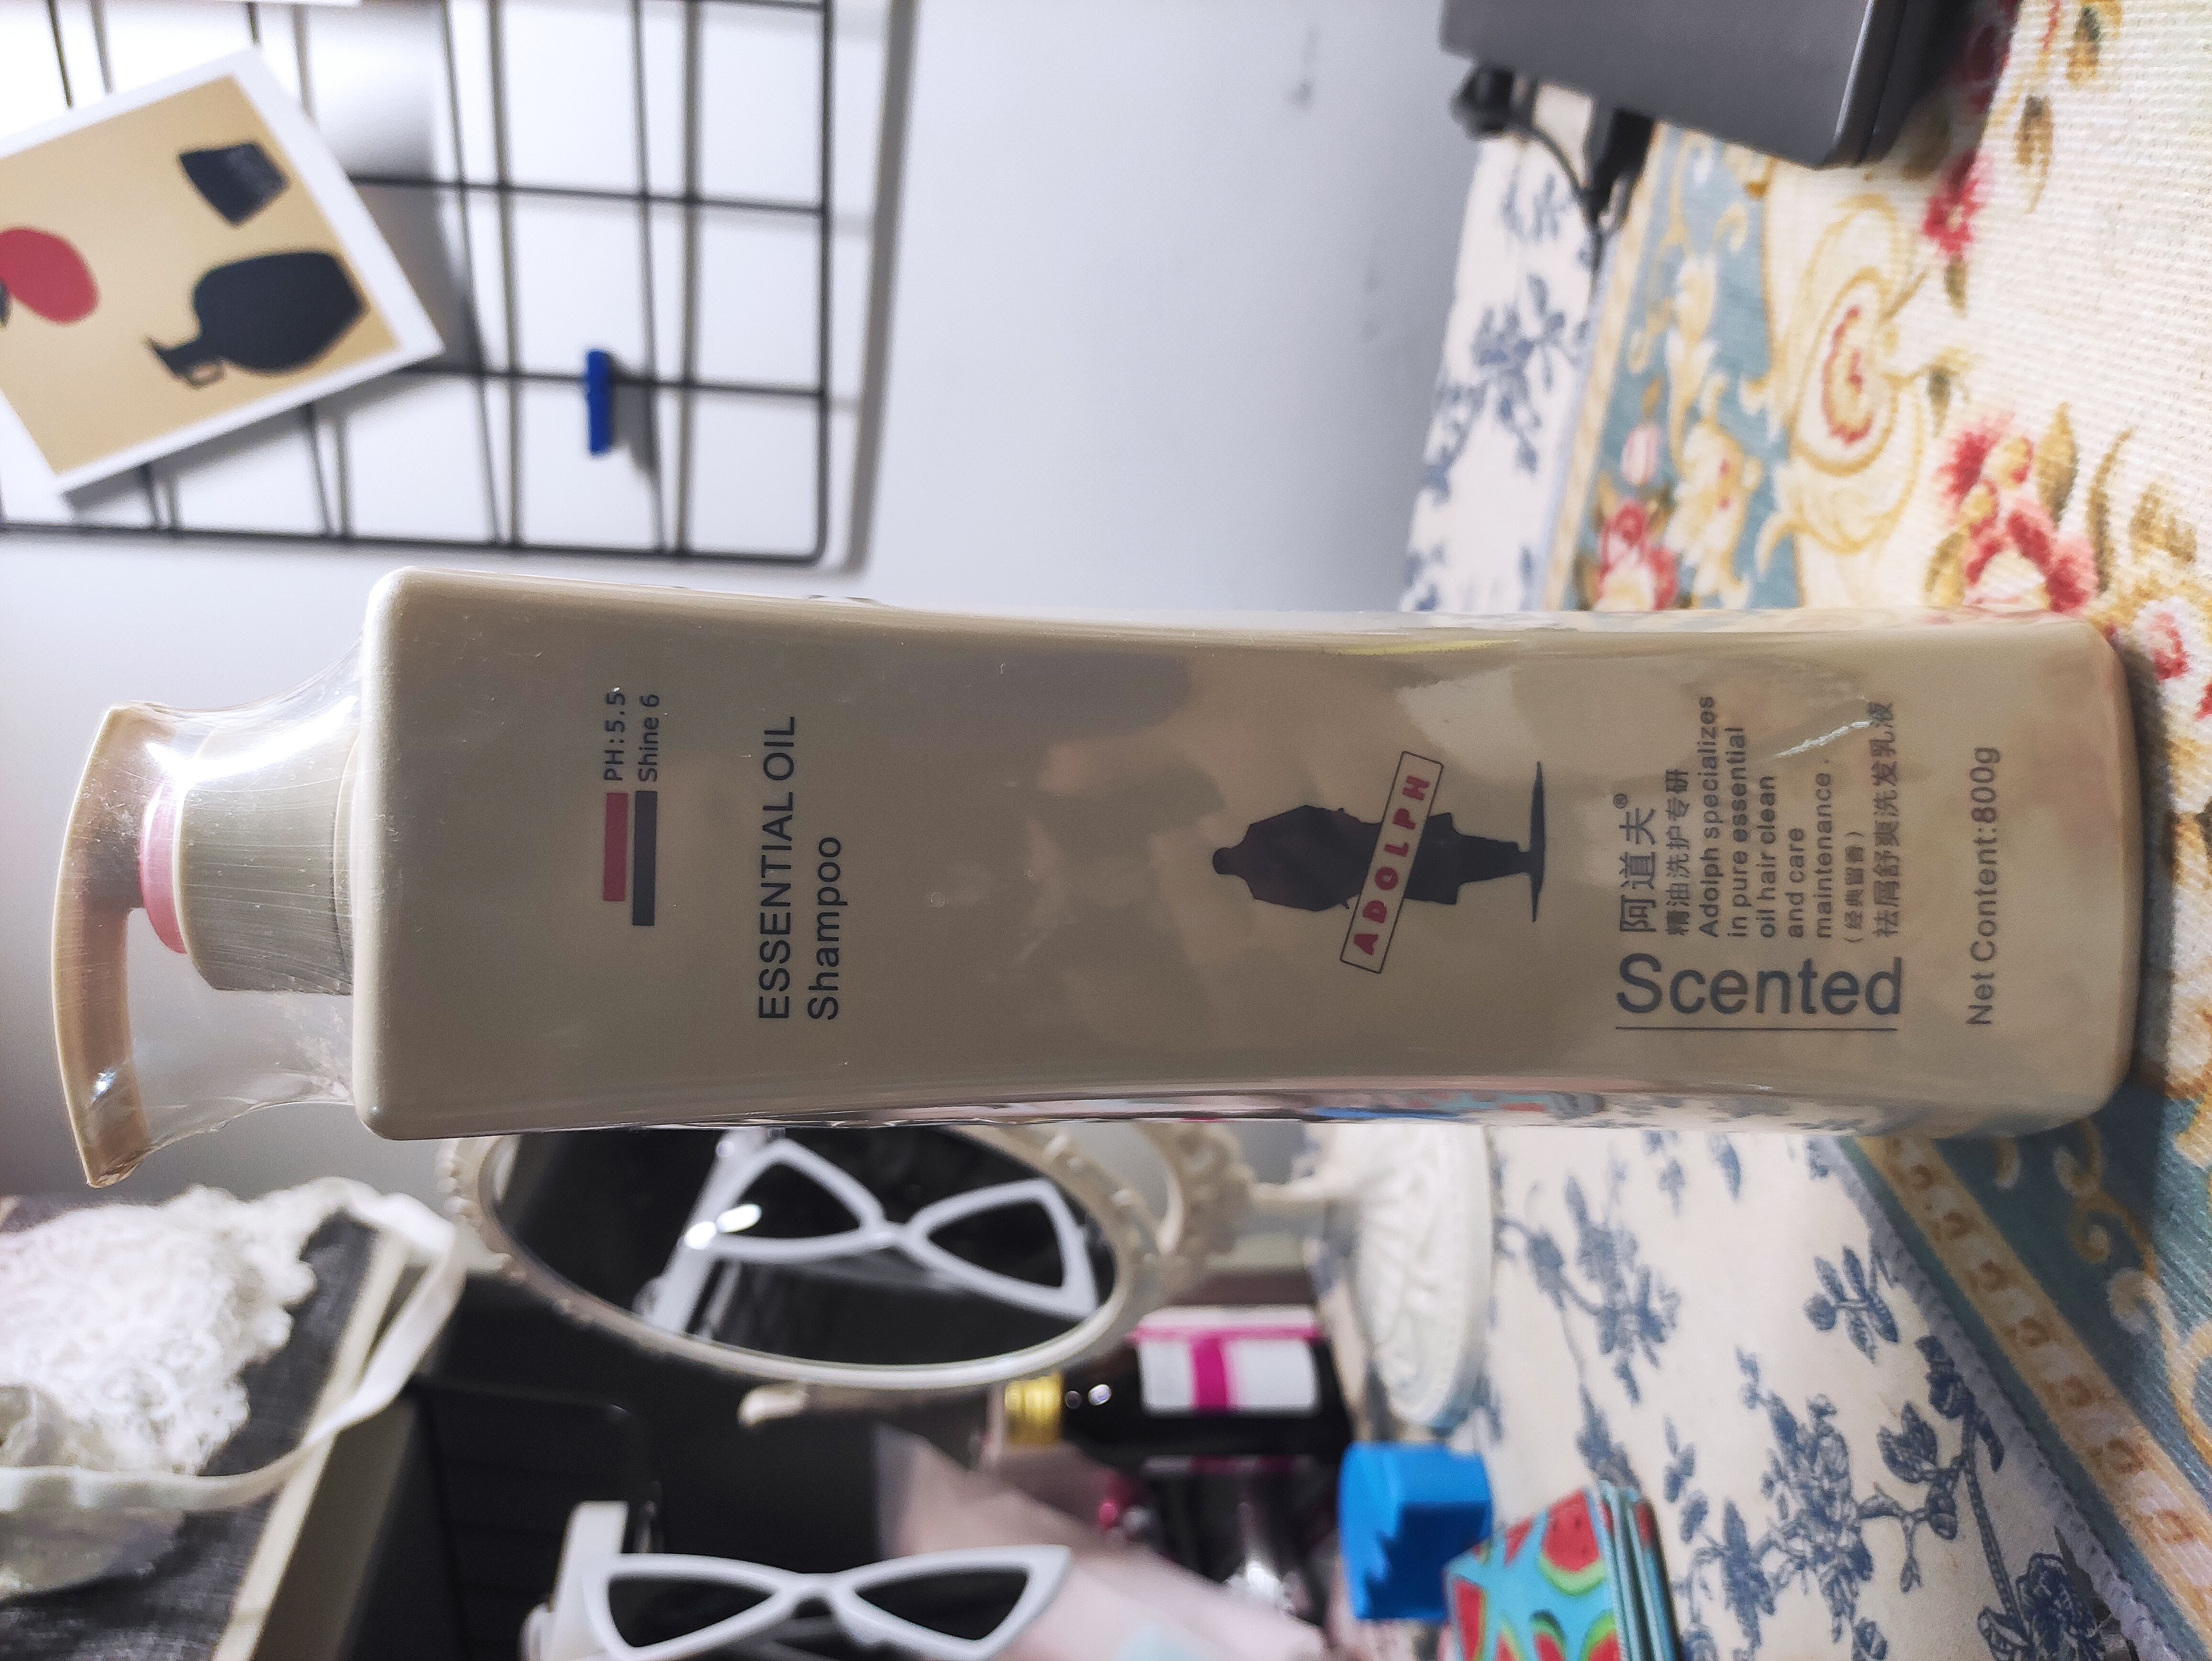 PH:5.5
Shine 6
ESSENTIAL OIL
Shampoo
ADOLPH
Scented
阿道夫®
精油洗护专研
Adolph specializes
in pure essential
oil hair clean
and care
maintenance.
(经典留香)
祛屑舒爽洗发乳液
Net Content:800g